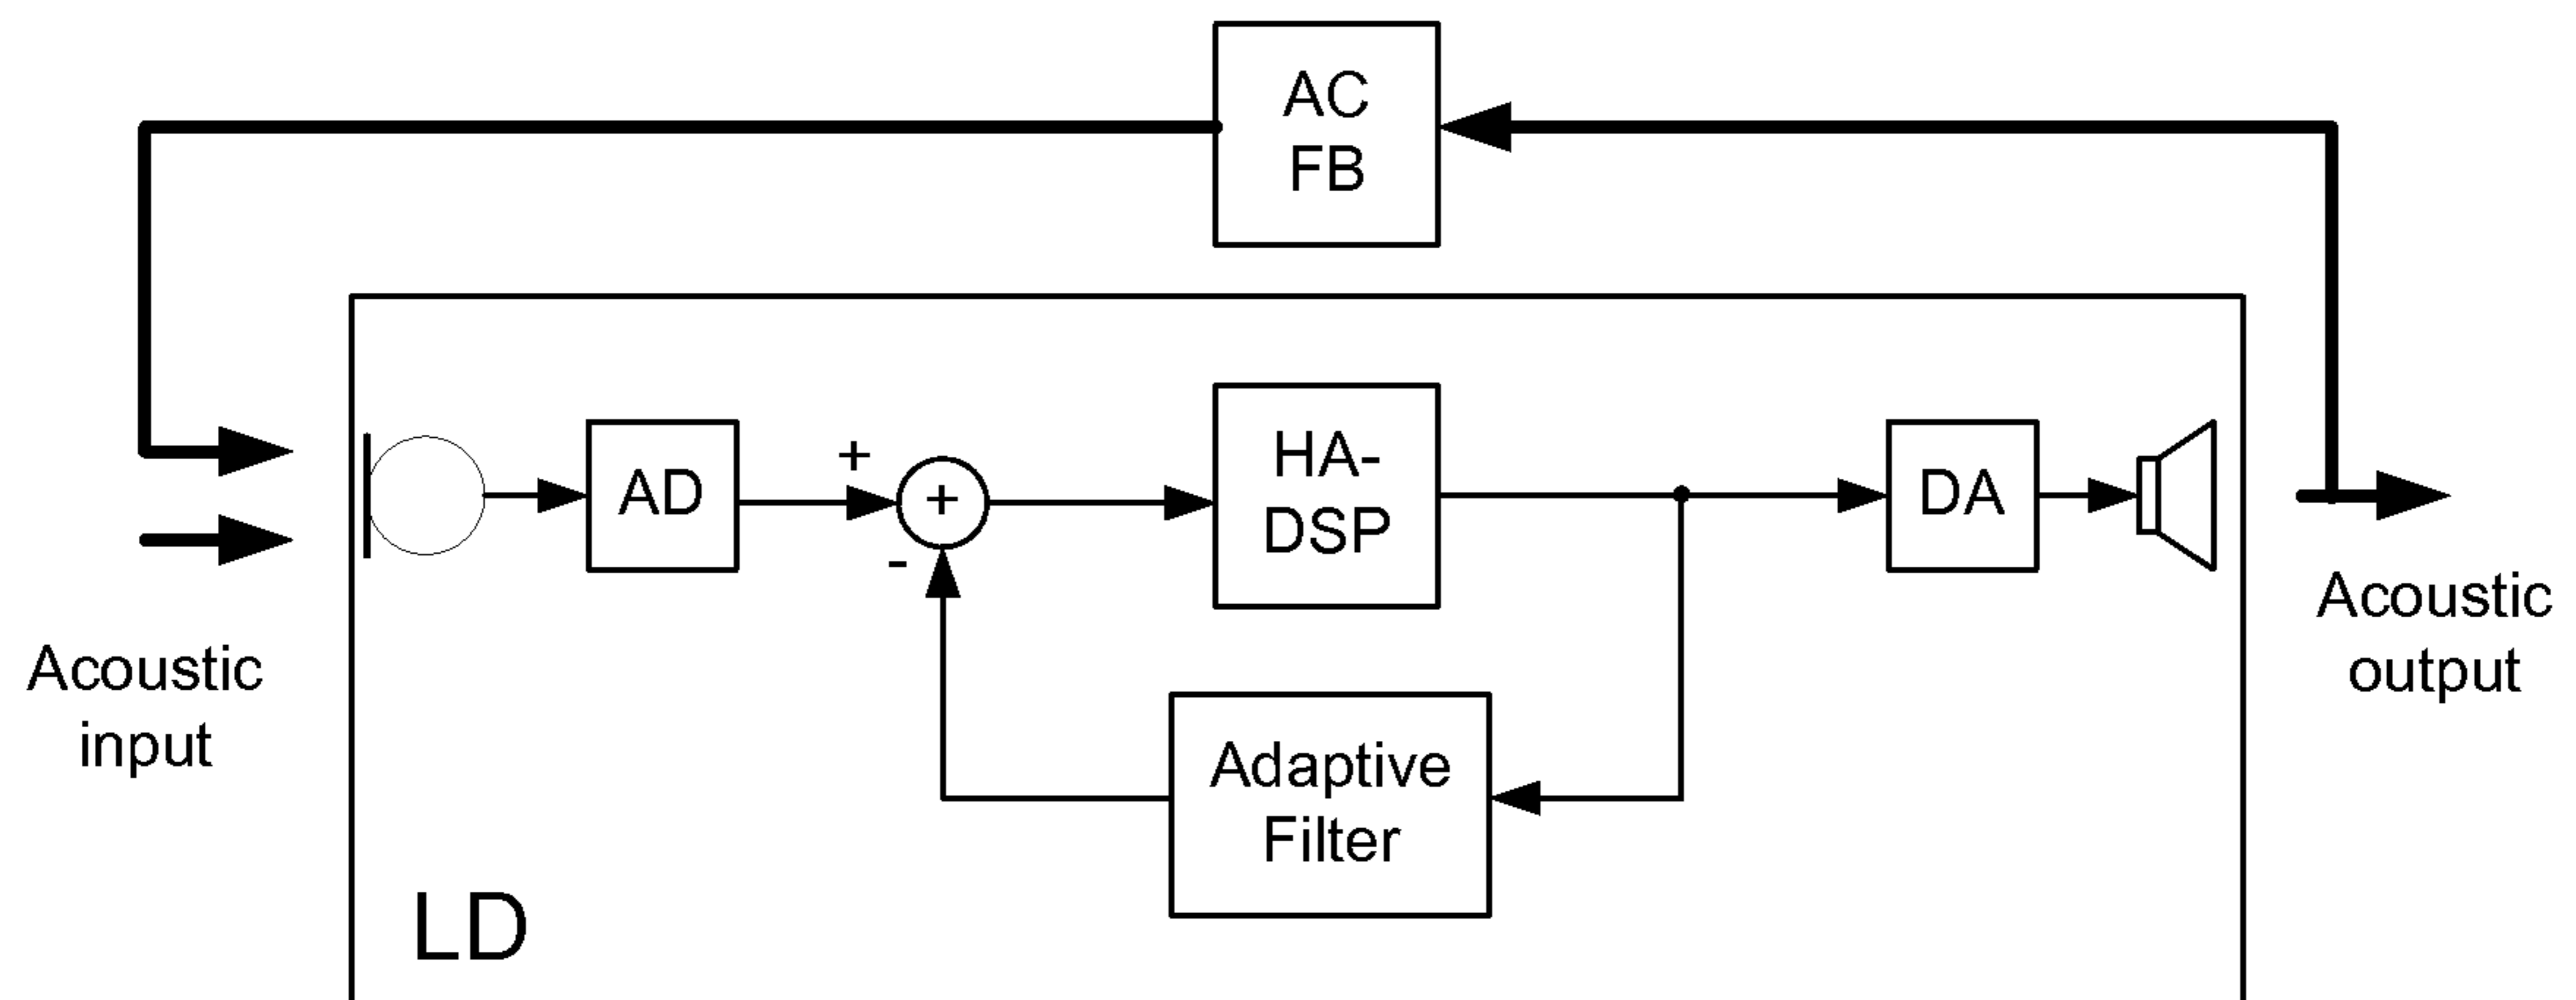 AC
FB
HA-
DSP
AD
+
+
-
DA
Acoustic
input
Acoustic
output
Adaptive
Filter
LD